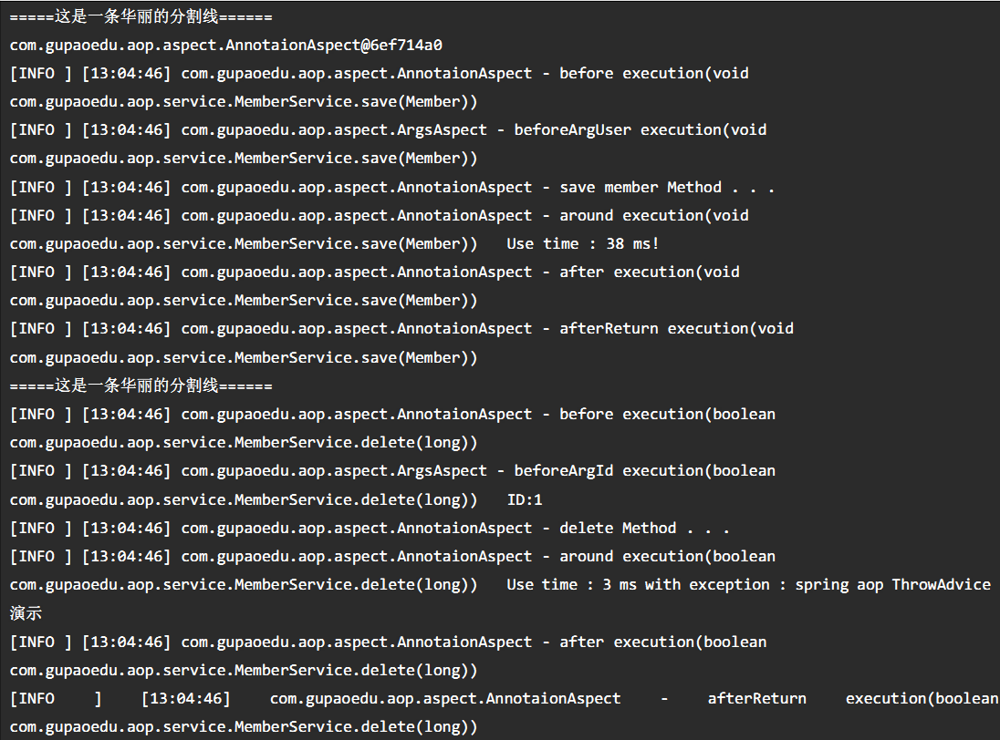 =====这是一条华丽的分割线======
com.gupaoedu.aop.aspect.AnnotaionAspect@6ef714a0
[INFO ] [13:04:46] com.gupaoedu.aop.aspect.AnnotaionAspect - before execution(void
com.gupaoedu.aop.service.MemberService.save(Member))
[INFO ] [13:04:46] com.gupaoedu.aop.aspect.ArgsAspect - beforeArgUser execution(void
com.gupaoedu.aop.service.MemberService.save(Member))
[INFO ] [13:04:46] com.gupaoedu.aop.aspect.AnnotaionAspect - save member Method . . .
[INFO ] [13:04:46] com.gupaoedu.aop.aspect.AnnotaionAspect - around execution(void
com.gupaoedu.aop.service.MemberService.save(Member))   Use time : 38 ms!
[INFO ] [13:04:46] com.gupaoedu.aop.aspect.AnnotaionAspect - after execution(void
com.gupaoedu.aop.service.MemberService.save(Member))
[INFO ] [13:04:46] com.gupaoedu.aop.aspect.AnnotaionAspect - afterReturn execution(void
com.gupaoedu.aop.service.MemberService.save(Member))
=====这是一条华丽的分割线======
[INFO ] [13:04:46] com.gupaoedu.aop.aspect.AnnotaionAspect - before execution(boolean
com.gupaoedu.aop.service.MemberService.delete(long))
[INFO ] [13:04:46] com.gupaoedu.aop.aspect.ArgsAspect - beforeArgId execution(boolean
com.gupaoedu.aop.service.MemberService.delete(long))   ID:1
[INFO ] [13:04:46] com.gupaoedu.aop.aspect.AnnotaionAspect - delete Method . . .
[INFO ] [13:04:46] com.gupaoedu.aop.aspect.AnnotaionAspect - around execution(boolean
com.gupaoedu.aop.service.MemberService.delete(long))   Use time : 3 ms with exception : spring aop ThrowAdvice
演示
[INFO ] [13:04:46] com.gupaoedu.aop.aspect.AnnotaionAspect - after execution(boolean
com.gupaoedu.aop.service.MemberService.delete(long))
[INFO ] [13:04:46] com.gupaoedu.aop.aspect.AnnotaionAspect - afterReturn execution(boolean
com.gupaoedu.aop.service.MemberService.delete(long))